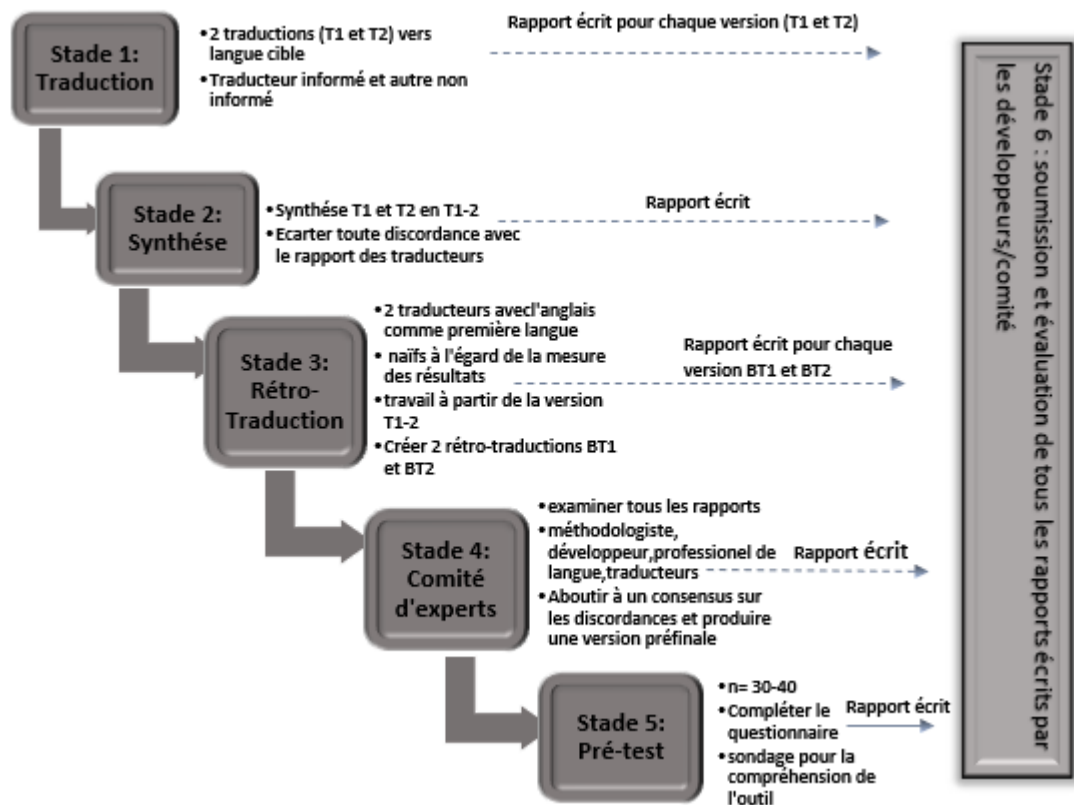 Stade 1:
Traduction
•2 traductions (T1 et T2) vers
langue cible
•Traducteur informé et autre non
informé
Rapport écrit pour chaque version (T1 et T2)
Stade 2:
Synthése
•Synthése T1 et T2 en T1-2
•Ecarter toute discordance avec
le rapport des traducteurs
Rapport écrit
Stade 3:
Rétro-
Traduction
•2 traducteurs avecl'anglais
comme première langue
• naïfs à l'égard de la mesure
des résultats
•travail à partir de la version
T1-2
•Créer 2 rétro-traductions BT1
et BT2
Rapport écrit pour chaque
version BT1 et BT2
Stade 4:
Comité
d'experts
•examiner tous les rapports
•méthodologiste,
développeur,professionel de
langue,traducteurs
•Aboutir à un consensus sur
les discordances et produire
une version préfinale
Rapport écrit
Stade 5:
Pré-test
•n= 30-40
•Compléter le
questionnaire
•sondage pour la
compréhension de
l'outil
Rapport écrit
Stade 6 : soumission et évaluation de tous les rapports écrits par
les développeurs/comité